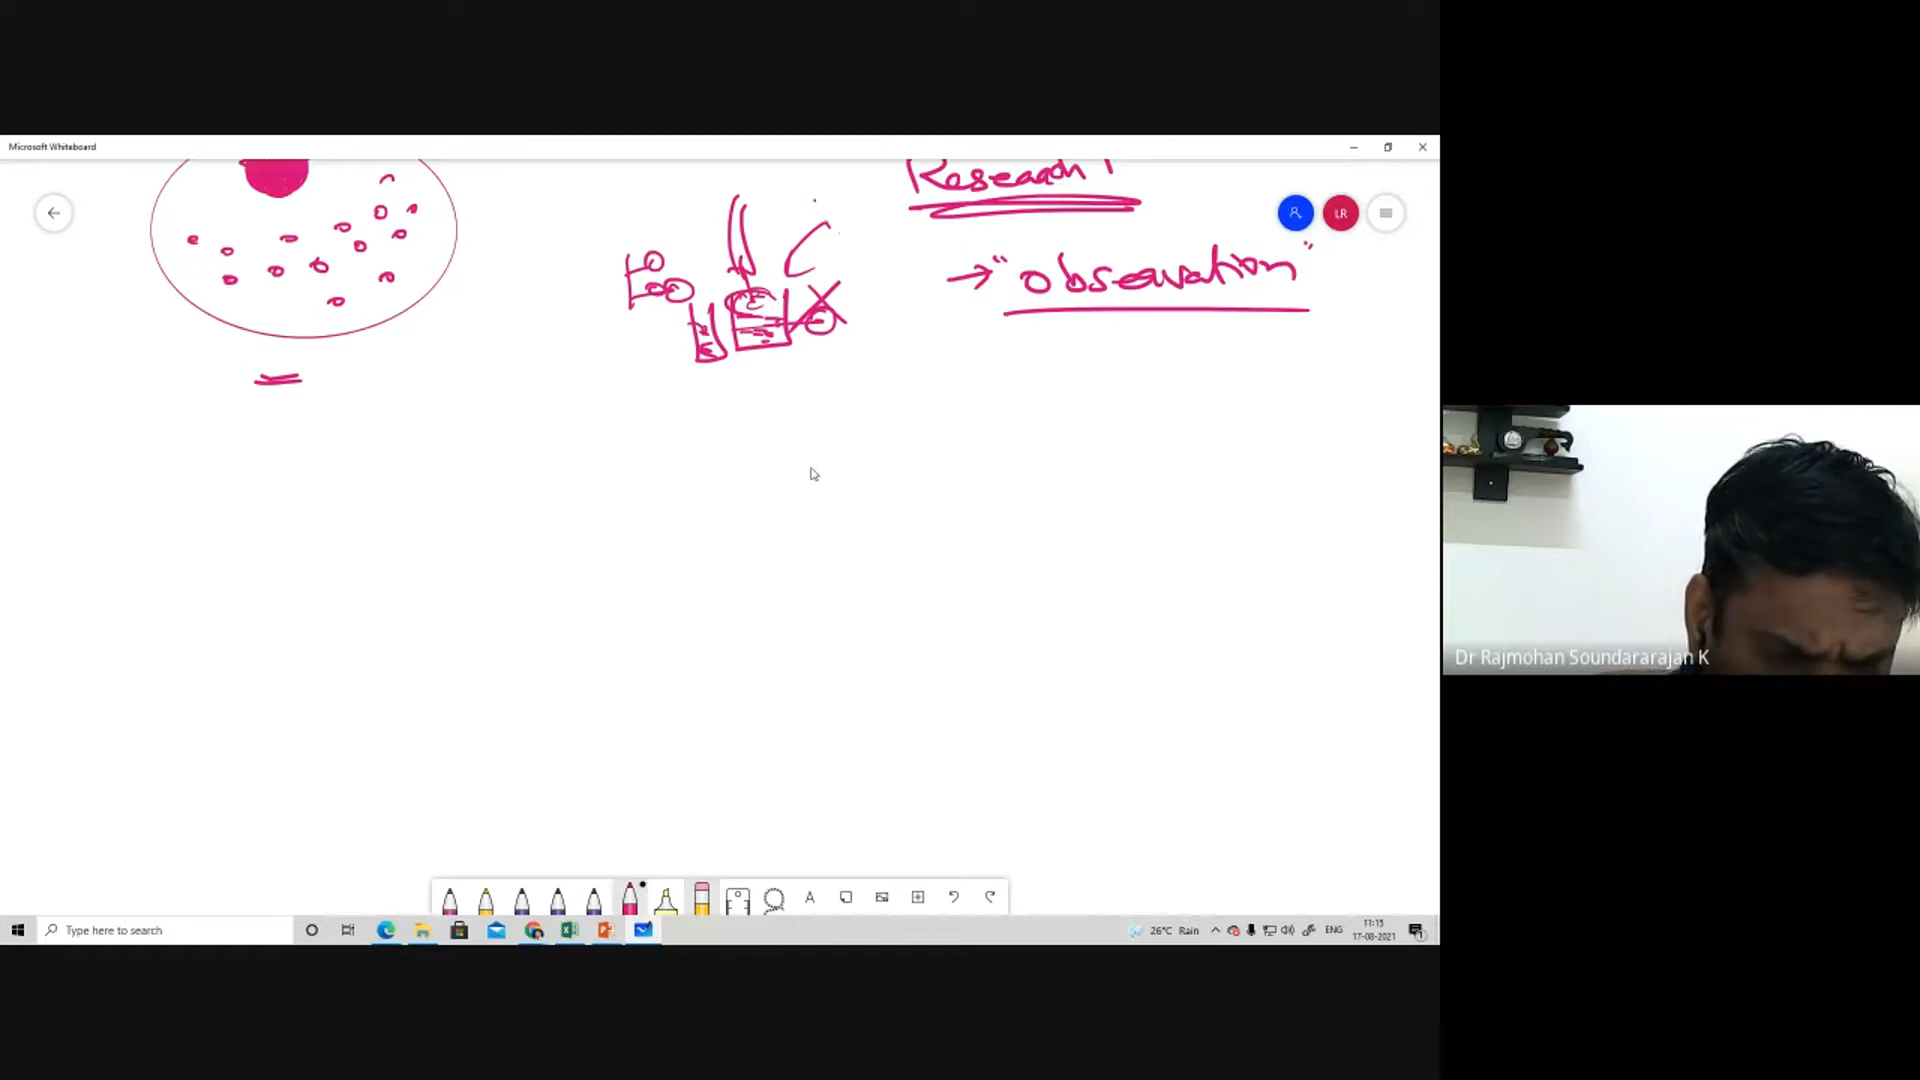 Microsoft Whiteboard
Research
LR
→ "observation"
Dr Rajmohan Soundararajan K
A
Type here to search
26°C Rain
ENG
11:15
17-08-2021